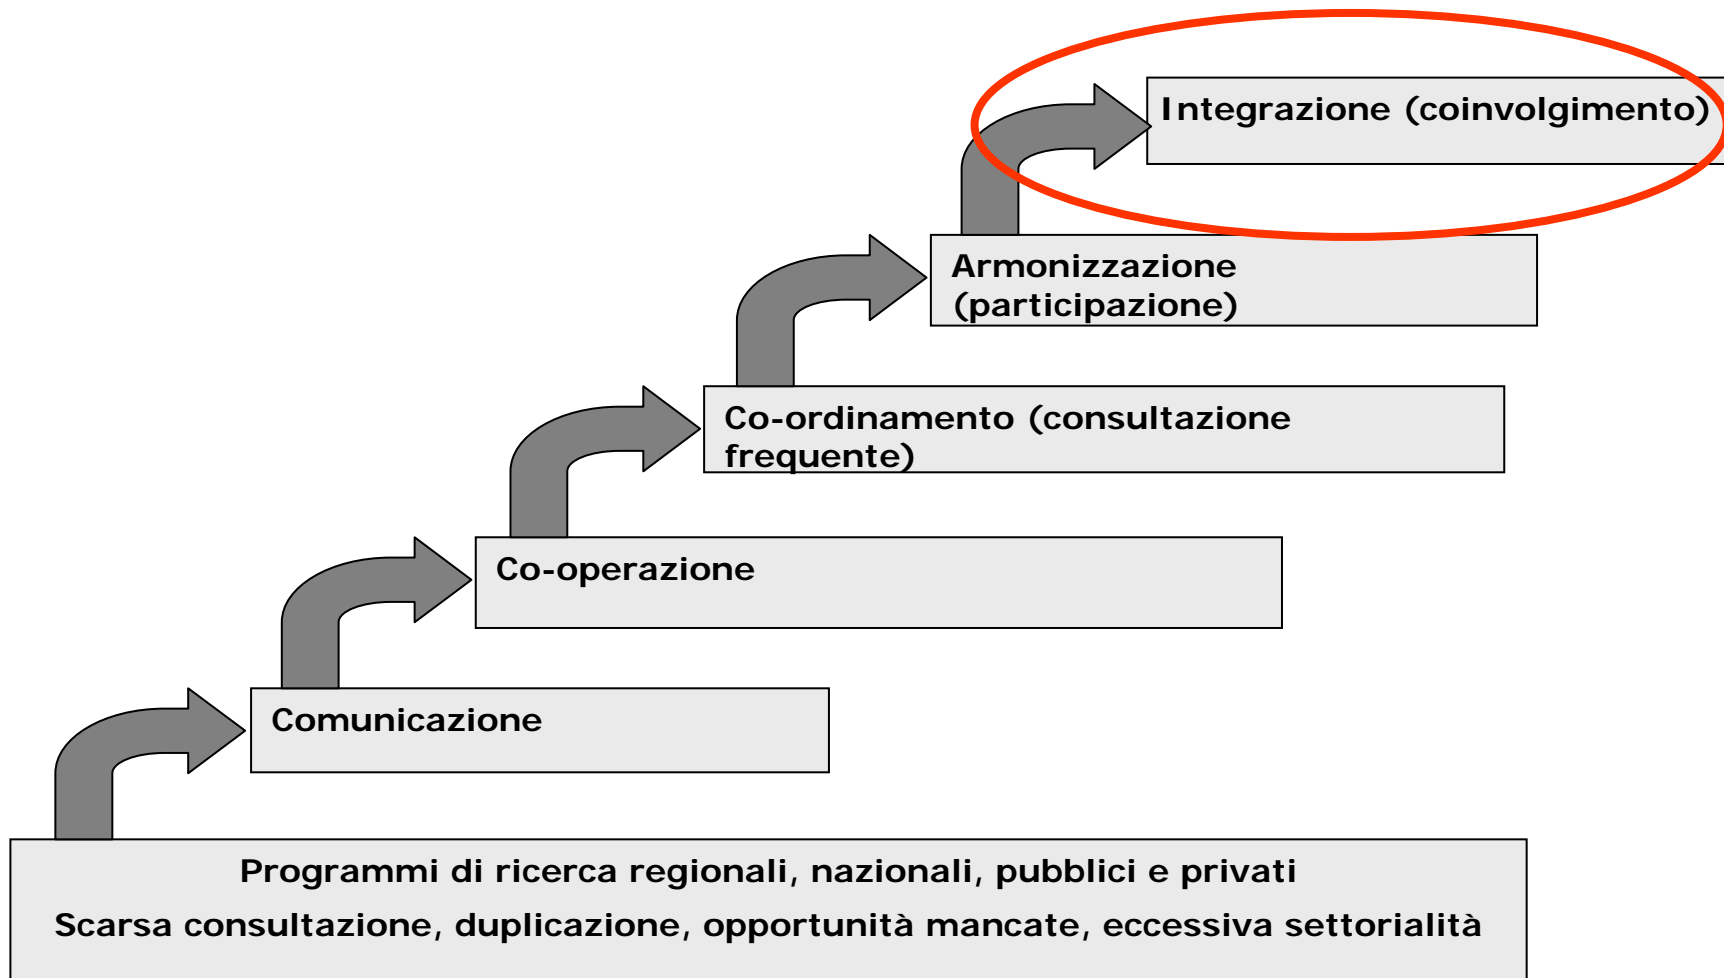 Integrazione (coinvolgimento)
Armonizzazione
(participazione)
Co-ordinamento (consultazione
frequente)
Co-operazione
Comunicazione
Programmi di ricerca regionali, nazionali, pubblici e privati
Scarsa consultazione, duplicazione, opportunità mancate, eccessiva settorialità